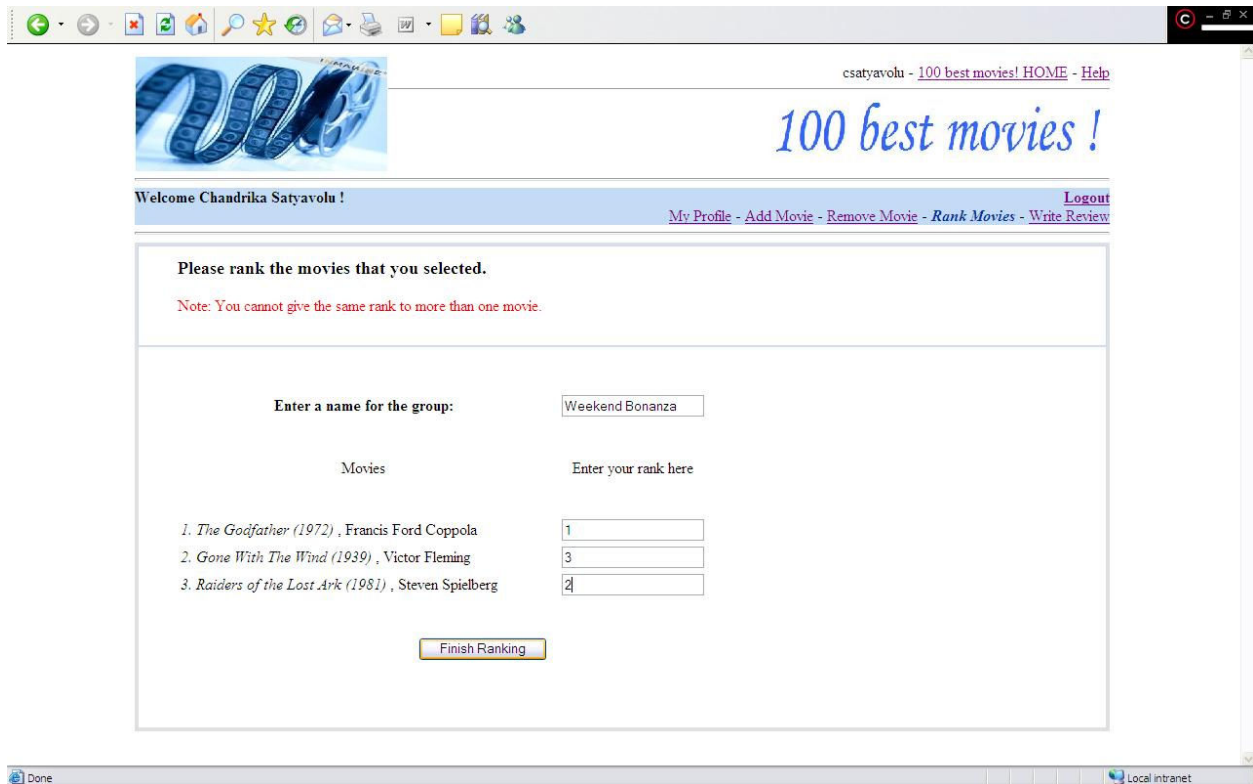 csatyavolu - 100 best movies! HOME - Help
100 best movies !
Welcome Chandrika Satyavolu !
Logout
My Profile - Add Movie - Remove Movie - Rank Movies - Write Review
Please rank the movies that you selected.
Note: You cannot give the same rank to more than one movie.
Enter a name for the group: Weekend Bonanza
Movies Enter your rank here
1. The Godfather (1972) , Francis Ford Coppola 1
2. Gone With The Wind (1939) , Victor Fleming 3
3. Raiders of the Lost Ark (1981) , Steven Spielberg 2
Finish Ranking
Done Local intranet